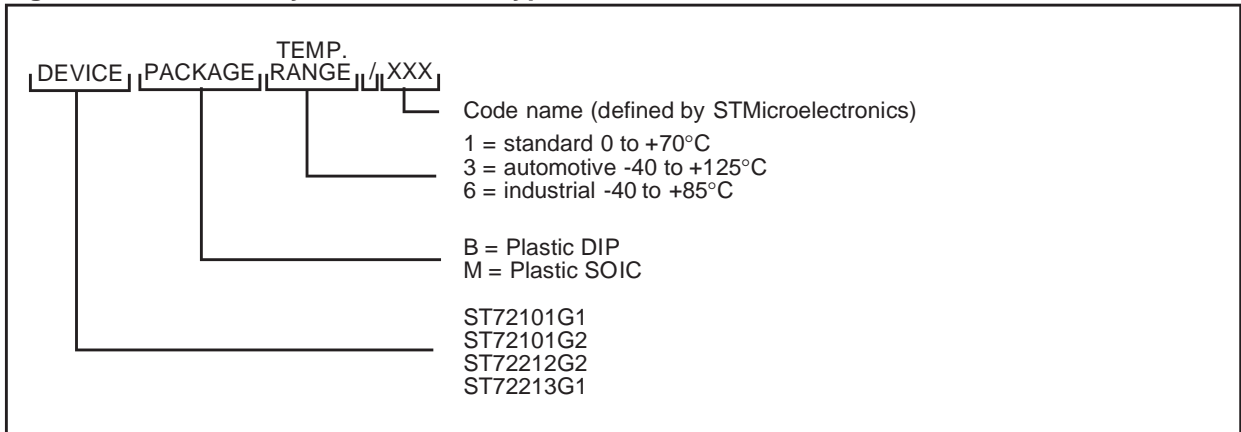 TEMP.
DEVICE PACKAGE RANGE / XXX
Code name (defined by STMicroelectronics)
1 = standard 0 to +70°C
3 = automotive -40 to +125°C
6 = industrial -40 to +85°C
B = Plastic DIP
M = Plastic SOIC
ST72101G1
ST72101G2
ST72212G2
ST72213G1